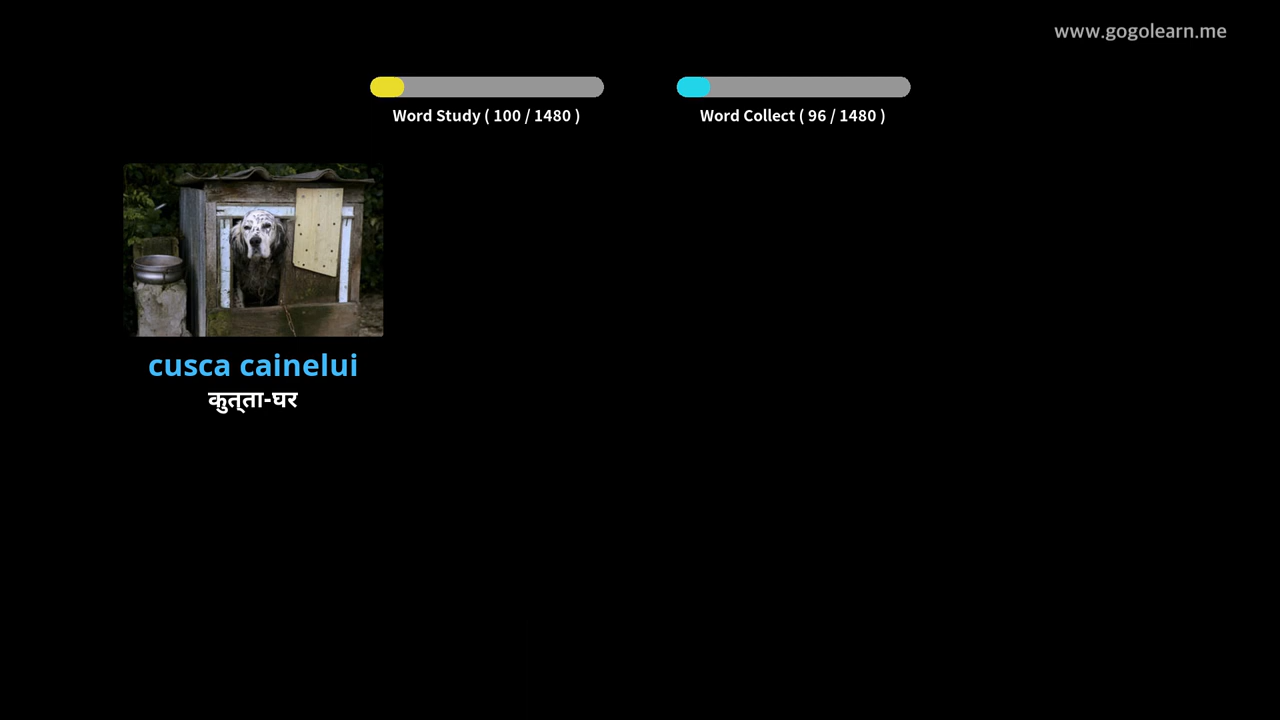 www.gogolearn.me
Word Study ( 100 / 1480 )
Word Collect ( 96 / 1480 )
cusca cainelui
कुत्ता-घर